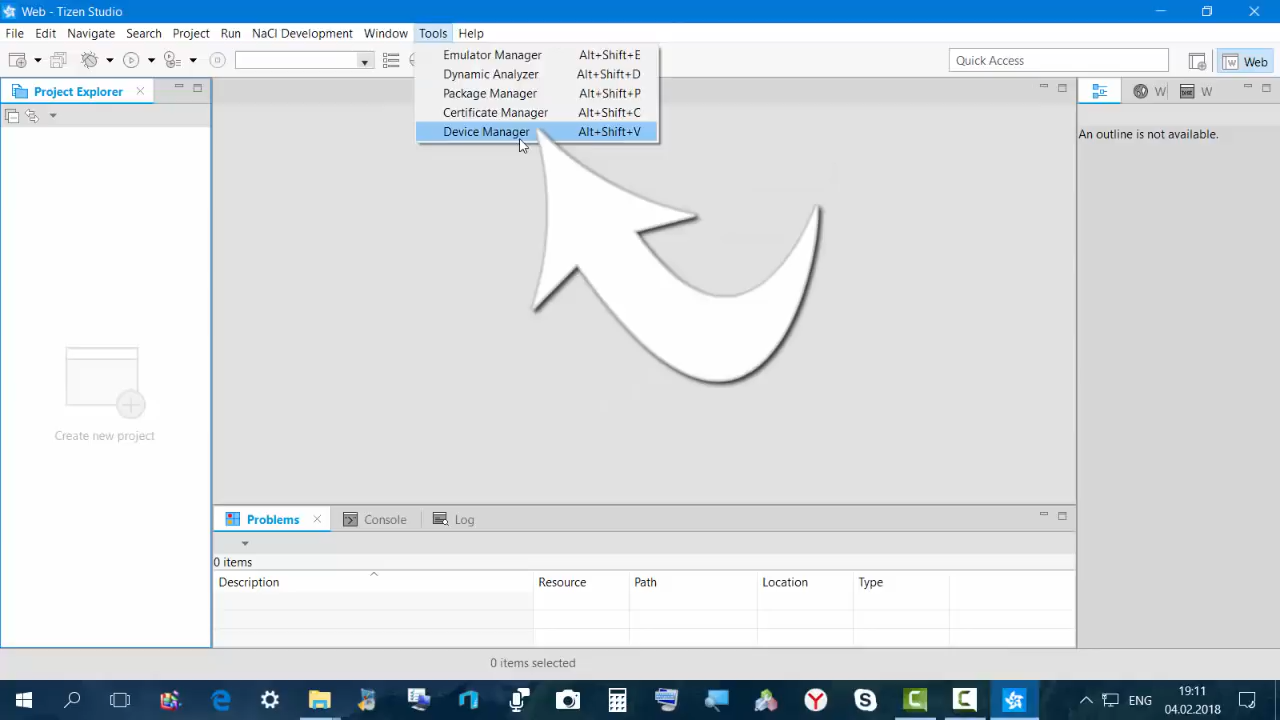 Web - Tizen Studio
File Edit Navigate Search Project Run NaCl Development Window Tools Help
Quick Access
Web
Emulator Manager Alt+Shift+E
Dynamic Analyzer Alt+Shift+D
Package Manager Alt+Shift+P
Certificate Manager Alt+Shift+C
Device Manager Alt+Shift+V
Project Explorer
W
W
An outline is not available.
Create new project
Problems Console Log
0 items
Description Resource Path Location Type
0 items selected
ENG
19:11
04.02.2018